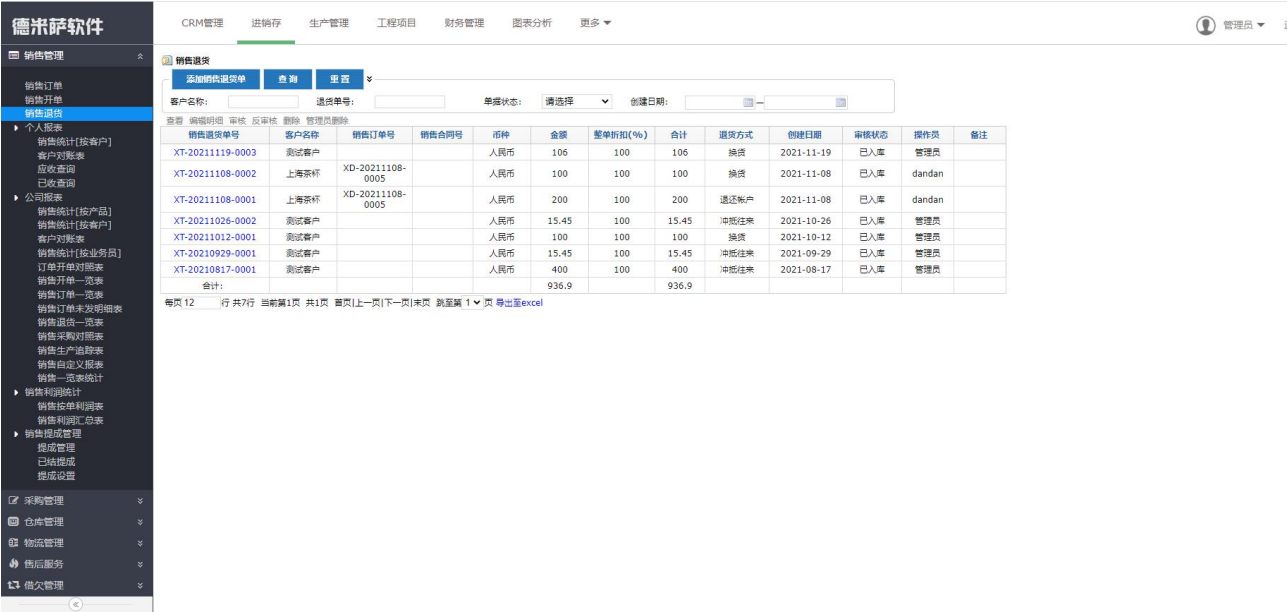 德米萨软件
CRM管理 进销存 生产管理 工程项目 财务管理 图表分析 更多
管理员
销售管理
销售订单
销售开单
销售退货
个人报表
销售统计[按客户]
客户对账表
应收查询
已收查询
公司报表
销售统计[按产品]
销售统计[按客户]
客户对账表
销售统计[按业务员]
订单开单对照表
销售开单一览表
销售订单一览表
销售订单未发明细表
销售退货一览表
销售采购对照表
销售生产追踪表
销售自定义报表
销售一览表统计
销售利润统计
销售按单利润表
销售利润汇总表
销售提成管理
提成管理
已结提成
提成设置
采购管理
仓库管理
物流管理
售后服务
借欠管理
销售退货
添加销售退货单 查询 重置
客户名称: 退货单号: 单据状态: 请选择 创建日期: —
查看 编辑明细 审核 反审核 删除 管理员删除
销售退货单号 客户名称 销售订单号 销售合同号 币种 金额 整单折扣(%) 合计 退货方式 创建日期 审核状态 操作员 备注
XT-20211119-0003 测试客户 人民币 106 100 106 换货 2021-11-19 已入库 管理员
XT-20211108-0002 上海茶杯 XD-20211108-0005 人民币 100 100 100 换货 2021-11-08 已入库 dandan
XT-20211108-0001 上海茶杯 XD-20211108-0005 人民币 200 100 200 退还帐户 2021-11-08 已入库 dandan
XT-20211026-0002 测试客户 人民币 15.45 100 15.45 冲抵往来 2021-10-26 已入库 管理员
XT-20211012-0001 测试客户 人民币 100 100 100 换货 2021-10-12 已入库 管理员
XT-20210929-0001 测试客户 人民币 15.45 100 15.45 冲抵往来 2021-09-29 已入库 管理员
XT-20210817-0001 测试客户 人民币 400 100 400 冲抵往来 2021-08-17 已入库 管理员
合计: 936.9 936.9
每页 12 行 共7行 当前第1页 共1页 首页|上一页|下一页|末页 跳至第 1 页 导出至excel